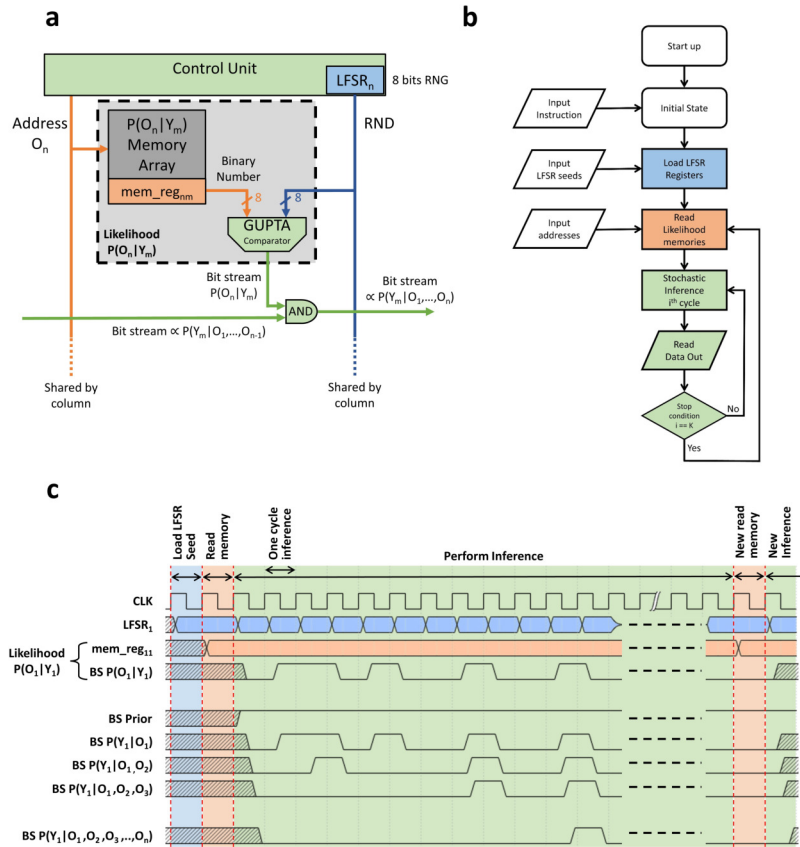 a
Control Unit
LFSRn
8 bits RNG
Address
On
RND
P(On|Ym)
Memory
Array
mem_regnm
Binary
Number
8
8
GUPTA
Comparator
Likelihood
P(On|Ym)
Bit stream
P(On|Ym)
AND
Bit stream
∝ P(Ym|O1,...,On)
Bit stream ∝ P(Ym|O1,...,On-1)
Shared by
column
Shared by
column
b
Start up
Input
Instruction
Initial State
Input
LFSR seeds
Load LFSR
Registers
Input
addresses
Read
Likelihood
memories
Stochastic
Inference
ith cycle
Read
Data Out
Stop
condition
i == K
No
Yes
c
Load LFSR
Seed
Read
memory
One cycle
inference
Perform Inference
New read
memory
New
Inference
CLK
LFSR1
Likelihood
P(O1|Y1)
mem_reg11
BS P(O1|Y1)
BS Prior
BS P(Y1|O1)
BS P(Y1|O1,O2)
BS P(Y1|O1,O2,O3)
BS P(Y1|O1,O2,O3,..,On)